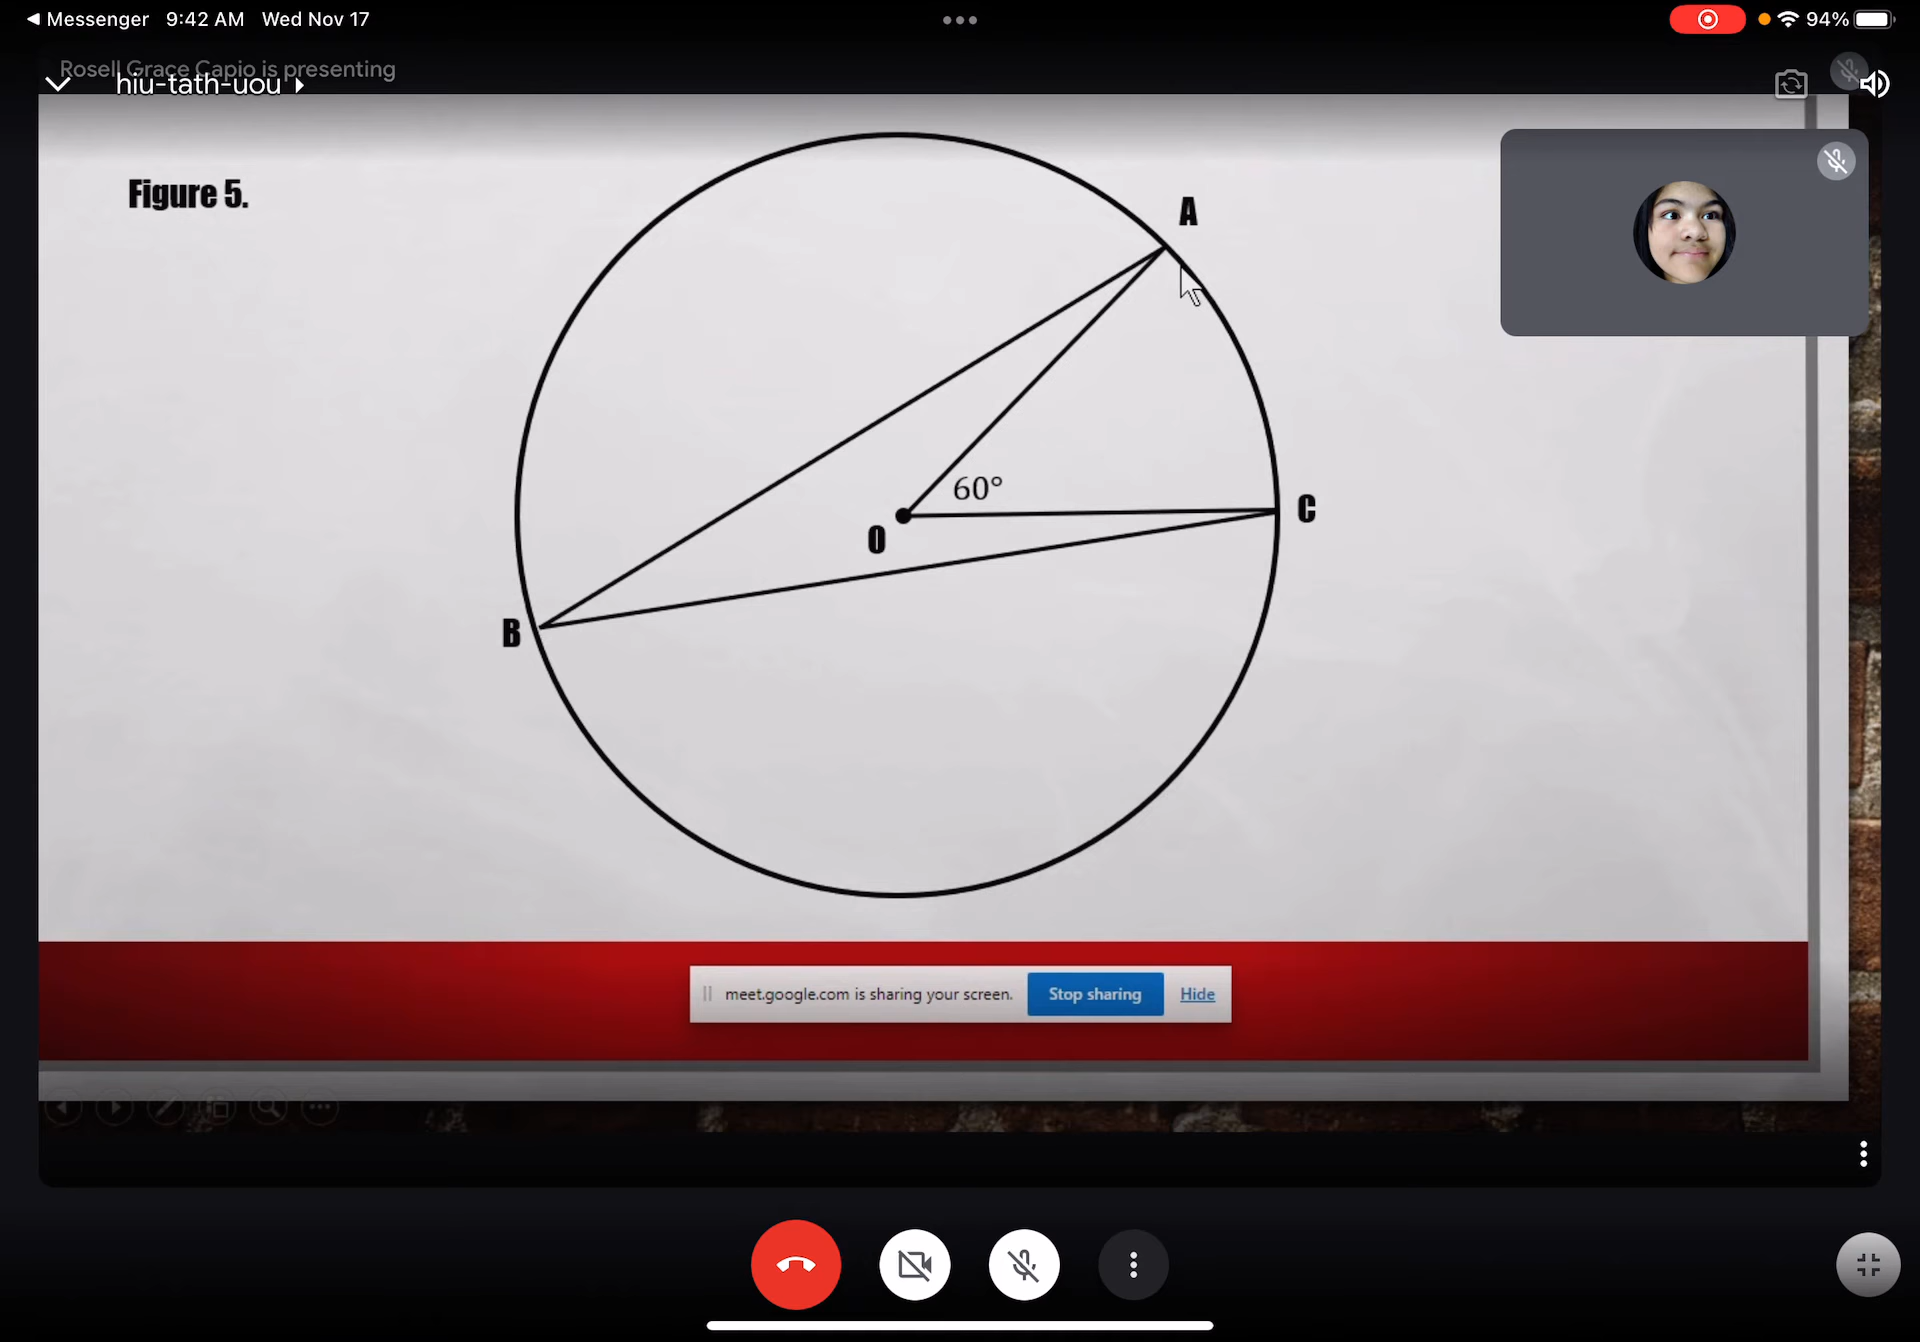 Messenger 9:42 AM Wed Nov 17
94%
Rosell Grace Capio is presenting
hiu-tath-uou
Figure 5.
A
60°
O
C
B
meet.google.com is sharing your screen. Stop sharing Hide